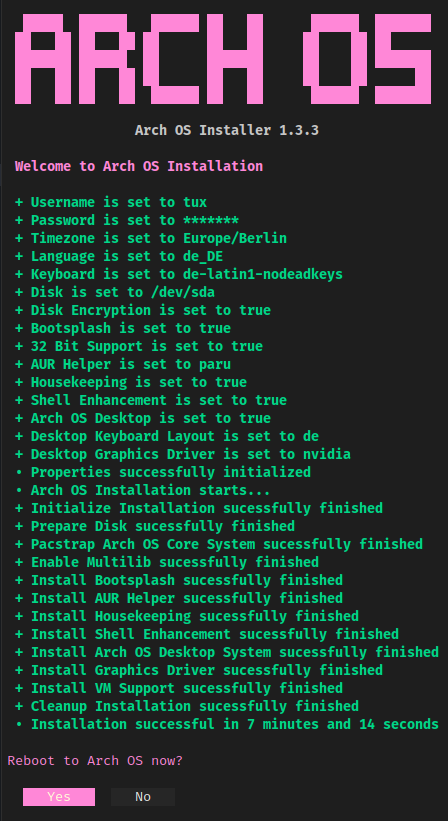 ARCH OS
Arch OS Installer 1.3.3
Welcome to Arch OS Installation
+ Username is set to tux
+ Password is set to *******
+ Timezone is set to Europe/Berlin
+ Language is set to de_DE
+ Keyboard is set to de-latin1-nodeadkeys
+ Disk is set to /dev/sda
+ Disk Encryption is set to true
+ Bootsplash is set to true
+ 32 Bit Support is set to true
+ AUR Helper is set to paru
+ Housekeeping is set to true
+ Shell Enhancement is set to true
+ Arch OS Desktop is set to true
+ Desktop Keyboard Layout is set to de
+ Desktop Graphics Driver is set to nvidia
• Properties successfully initialized
• Arch OS Installation starts...
+ Initialize Installation sucessfully finished
+ Prepare Disk sucessfully finished
+ Pacstrap Arch OS Core System sucessfully finished
+ Enable Multilib sucessfully finished
+ Install Bootsplash sucessfully finished
+ Install AUR Helper sucessfully finished
+ Install Housekeeping sucessfully finished
+ Install Shell Enhancement sucessfully finished
+ Install Arch OS Desktop System sucessfully finished
+ Install Graphics Driver sucessfully finished
+ Install VM Support sucessfully finished
+ Cleanup Installation sucessfully finished
• Installation successful in 7 minutes and 14 seconds
Reboot to Arch OS now?
Yes No